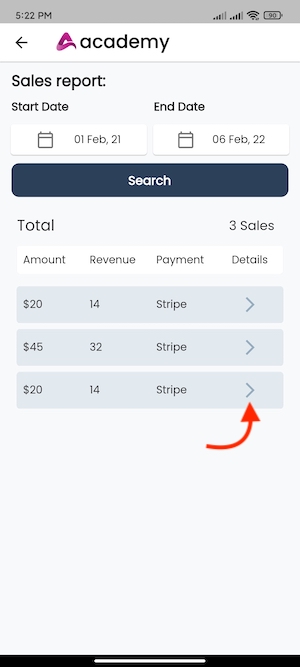 5:22 PM
90
academy
Sales report:
Start Date
End Date
01 Feb, 21
06 Feb, 22
Search
Total
3 Sales
Amount Revenue Payment Details
$20 14 Stripe
$45 32 Stripe
$20 14 Stripe